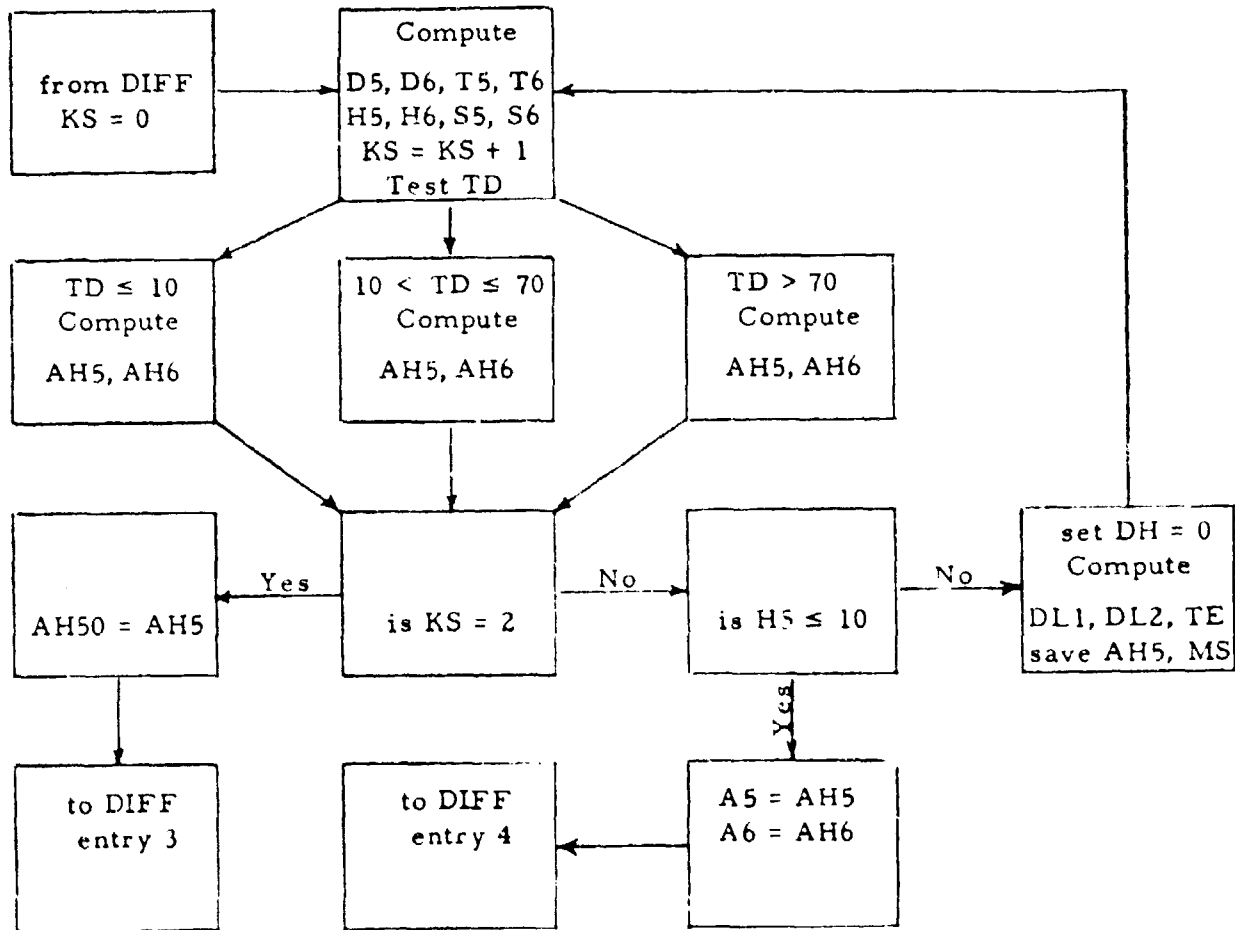 from DIFF
KS = 0
Compute
D5, D6, T5, T6
H5, H6, S5, S6
KS = KS + 1
Test TD
TD ≤ 10
Compute
AH5, AH6
10 < TD ≤ 70
Compute
AH5, AH6
TD > 70
Compute
AH5, AH6
AH50 = AH5
Yes
is KS = 2
No
is H5 ≤ 10
No
set DH = 0
Compute
DL1, DL2, TE
save AH5, MS
Yes
to DIFF
entry 3
to DIFF
entry 4
A5 = AH5
A6 = AH6